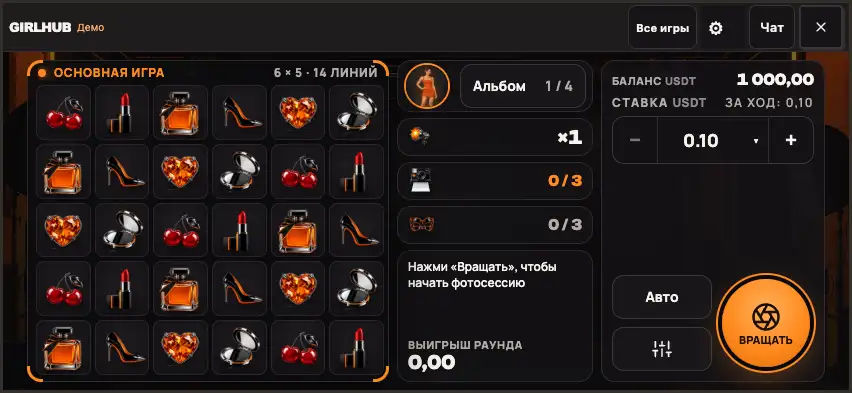 GIRLHUB Демо
Все игры
Чат
ОСНОВНАЯ ИГРА
6 × 5 · 14 ЛИНИЙ
Альбом 1 / 4
×1
0 / 3
0 / 3
Нажми «Вращать», чтобы
начать фотосессию
ВЫИГРЫШ РАУНДА
0,00
БАЛАНС USDT 1 000,00
СТАВКА USDT ЗА ХОД: 0,10
− 0.10 +
Авто
ВРАЩАТЬ